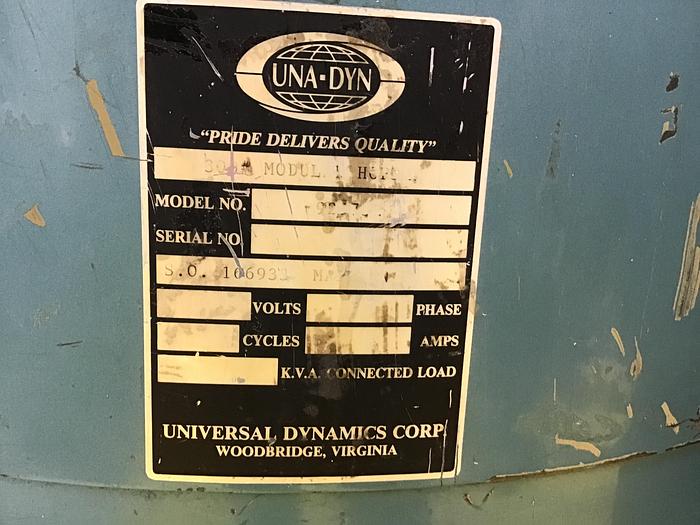 UNA-DYN
"PRIDE DELIVERS QUALITY"
MODEL NO.
SERIAL NO
S.O.
VOLTS PHASE
CYCLES AMPS
K.V.A. CONNECTED LOAD
UNIVERSAL DYNAMICS CORP.
WOODBRIDGE, VIRGINIA